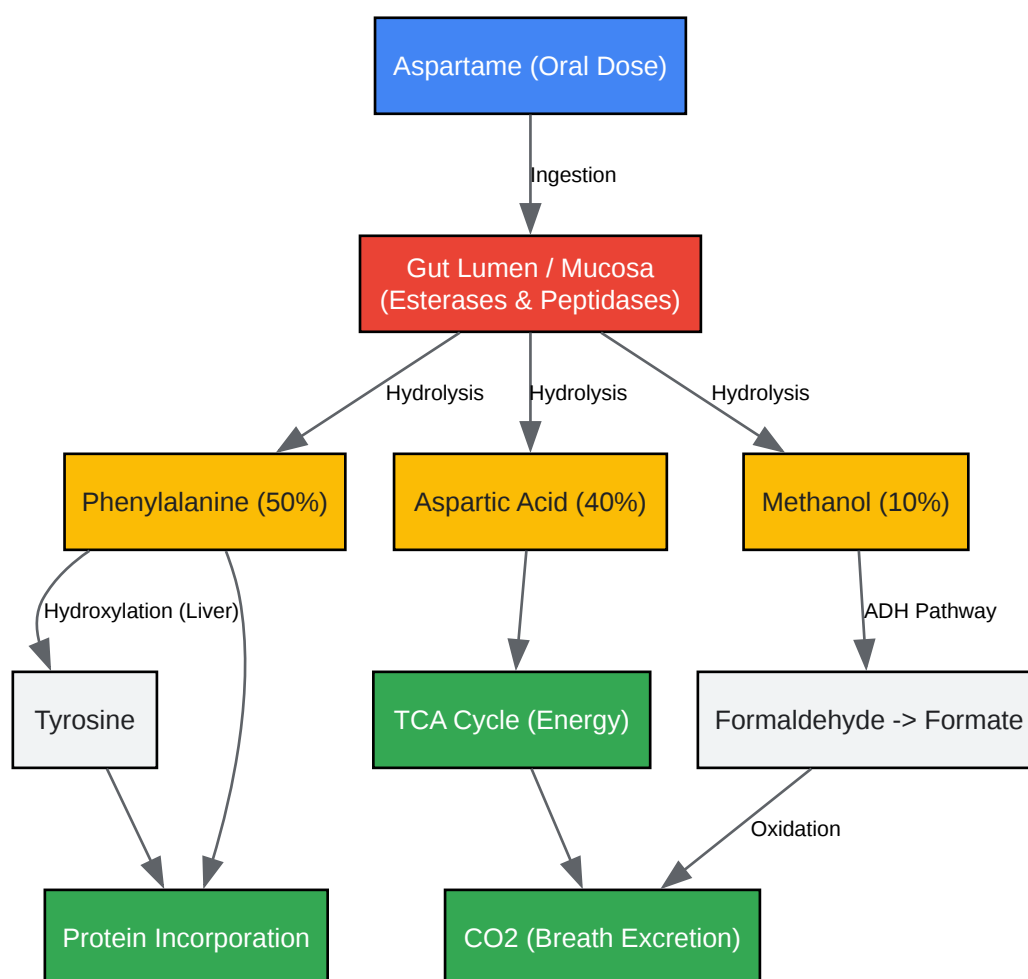 Aspartame (Oral Dose)
Ingestion
Gut Lumen / Mucosa
(Esterases & Peptidases)
Hydrolysis
Hydrolysis
Hydrolysis
Phenylalanine (50%)
Aspartic Acid (40%)
Methanol (10%)
Hydroxylation (Liver)
ADH Pathway
Tyrosine
TCA Cycle (Energy)
Formaldehyde -> Formate
Oxidation
Protein Incorporation
CO2 (Breath Excretion)